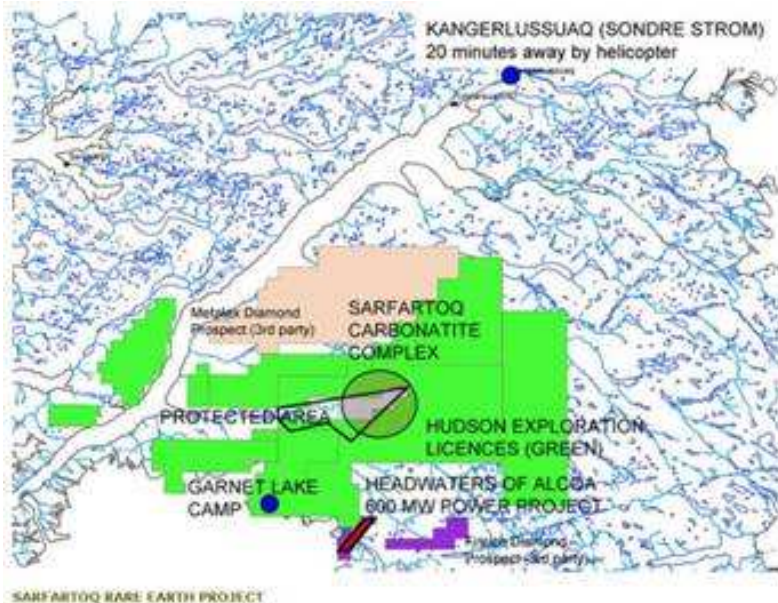 KANGERLUSSUAQ (SONDRE STROM)
20 minutes away by helicopter
Metplex Diamond
Prospect (3rd party)
SARFARTOQ
CARBONATITE
COMPLEX
PROTECTED AREA
HUDSON EXPLORATION
LICENCES (GREEN)
GARNET LAKE
CAMP
HEADWATERS OF ALCOA
600 MW POWER PROJECT
Diamond
Prospect (3rd party)
SARFARTOQ RARE EARTH PROJECT